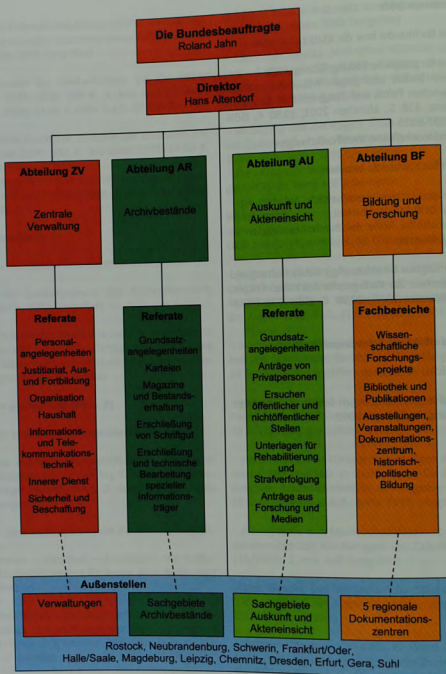 Die Bundesbeauftragte
Roland Jahn
Direktor
Hans Altendorf
Abteilung ZV
Zentrale
Verwaltung
Abteilung AR
Archivbestände
Abteilung AU
Auskunft und
Akteneinsicht
Abteilung BF
Bildung und
Forschung
Referate
Personal-
angelegenheiten
Justitiariat, Aus-
und Fortbildung
Organisation
Haushalt
Informations-
und Tele-
kommunikations-
technik
Innerer Dienst
Sicherheit und
Beschaffung
Referate
Grundsatz-
angelegenheiten
Karteien
Magazine
und Bestands-
erhaltung
Erschließung
von Schriftgut
Erschließung
und technische
Bearbeitung
spezieller
Informations-
träger
Referate
Grundsatz-
angelegenheiten
Anträge von
Privatpersonen
Ersuchen
öffentlicher und
nichtöffentlicher
Stellen
Unterlagen für
Rehabilitierung
und
Strafverfolgung
Anträge aus
Forschung und
Medien
Fachbereiche
Wissen-
schaftliche
Forschungs-
projekte
Bibliothek und
Publikationen
Ausstellungen,
Veranstaltungen,
Dokumentations-
zentrum,
historisch-
politische
Bildung
Außenstellen
Verwaltungen
Sachgebiete
Archivbestände
Sachgebiete
Auskunft und
Akteneinsicht
5 regionale
Dokumentations-
zentren
Rostock, Neubrandenburg, Schwerin, Frankfurt/Oder,
Halle/Saale, Magdeburg, Leipzig, Chemnitz, Dresden, Erfurt, Gera, Suhl